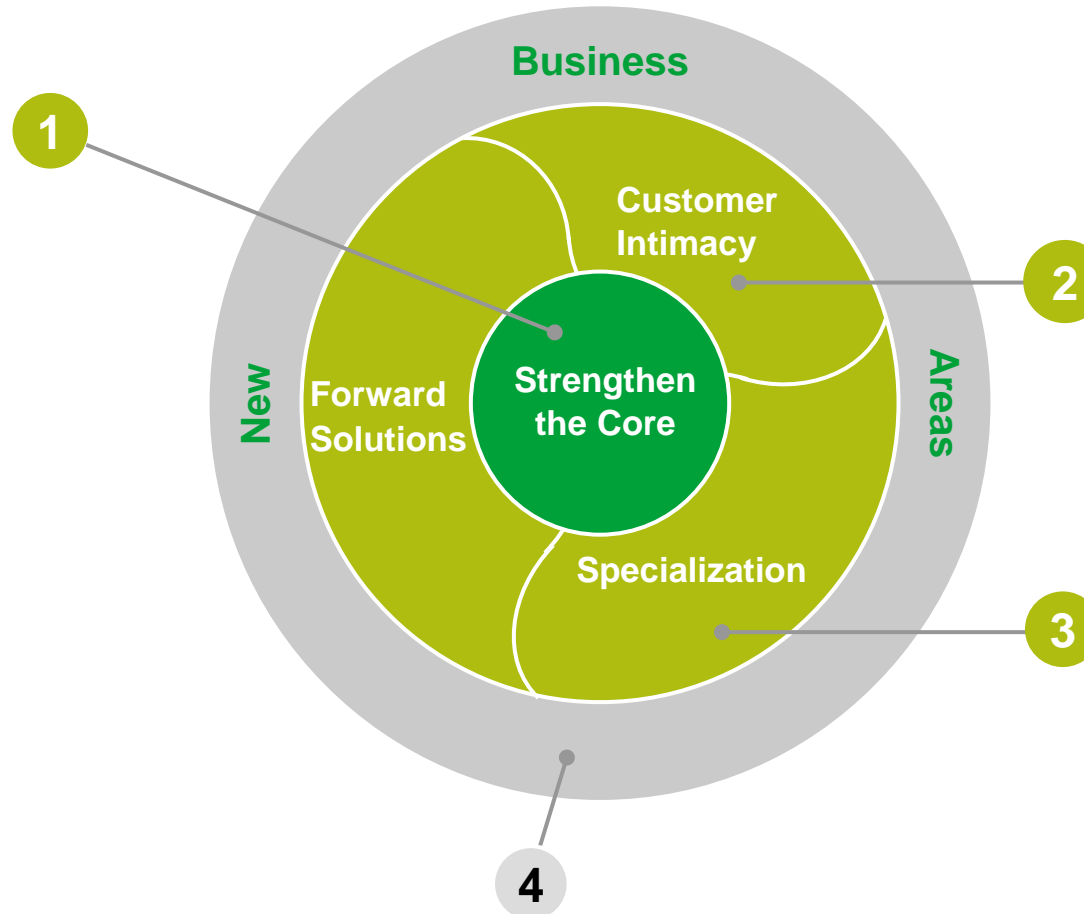 Business
1
Customer
Intimacy
2
New
Forward
Solutions
Strengthen
the Core
Areas
Specialization
3
4